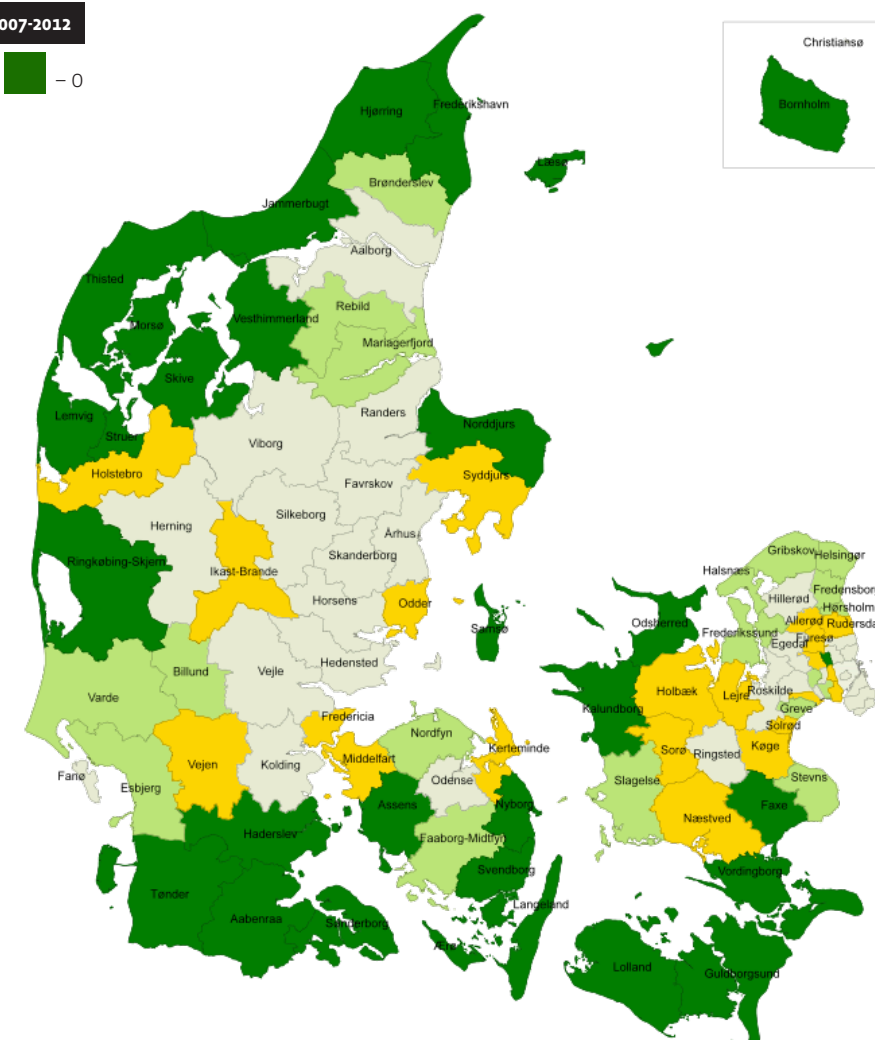 007-2012
– 0
Christiansø
Bornholm
Hjørring
Frederikshavn
Læsø
Brønderslev
Jammerbugt
Aalborg
Thisted
Rebild
Vesthimmerland
Morsø
Mariagerfjord
Skive
Randers
Lemvig
Norddjurs
Struer
Viborg
Holstebro
Syddjurs
Favrskov
Silkeborg
Herning
Århus
Skanderborg
Ringkøbing-Skjern
Ikast-Brande
Horsens
Odder
Samsø
Hedensted
Billund
Vejle
Varde
Fredericia
Nordfyn
Kerteminde
Middelfart
Vejen
Kolding
Fanø
Esbjerg
Odense
Assens
Nyborg
Haderslev
Faaborg-Midtfyn
Svendborg
Tønder
Langeland
Aabenraa
Sønderborg
Ærø
Gribskov
Helsingør
Halsnæs
Fredensbor
Hillerød
Hørsholm
Odsherred
Allerød
Rudersda
Frederikssund
Furesø
Egedal
Holbæk
Lejre
Roskilde
Kalundborg
Greve
Solrød
Sorø
Ringsted
Køge
Slagelse
Stevns
Faxe
Næstved
Vordingborg
Lolland
Guldborgsund